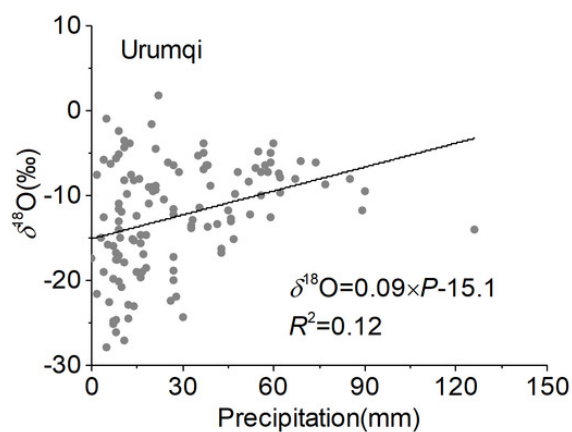 10
Urumqi
0
-10
-20
-30
δ¹⁸O(‰)
δ¹⁸O=0.09×P-15.1
R²=0.12
0 30 60 90 120 150
Precipitation(mm)